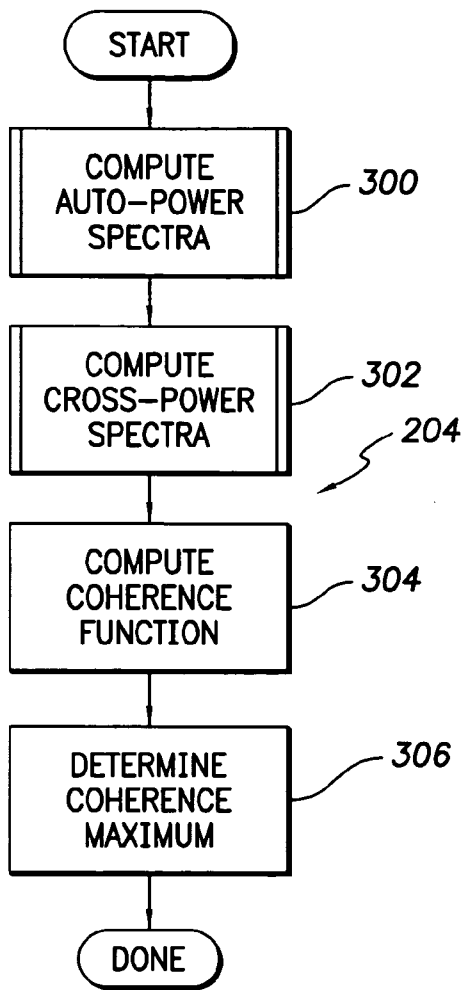 START
COMPUTE
AUTO-POWER
SPECTRA
300
COMPUTE
CROSS-POWER
SPECTRA
302
204
COMPUTE
COHERENCE
FUNCTION
304
DETERMINE
COHERENCE
MAXIMUM
306
DONE